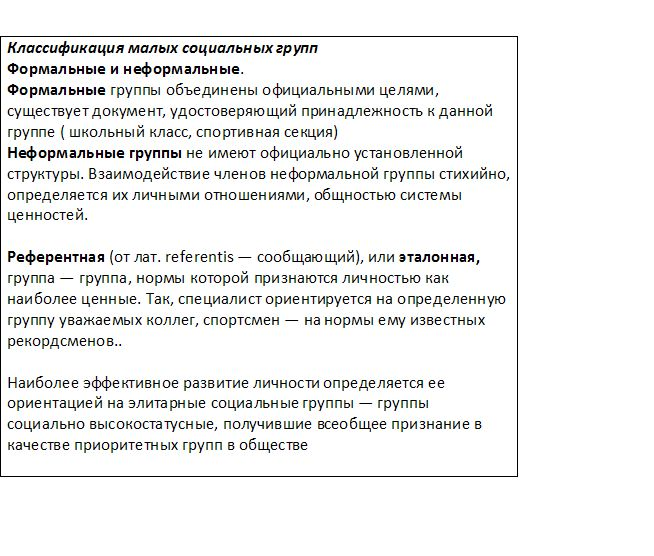 Классификация малых социальных групп
Формальные и неформальные.
Формальные группы объединены официальными целями,
существует документ, удостоверяющий принадлежность к данной
группе ( школьный класс, спортивная секция)
Неформальные группы не имеют официально установленной
структуры. Взаимодействие членов неформальной группы стихийно,
определяется их личными отношениями, общностью системы
ценностей.
Референтная (от лат. referentis — сообщающий), или эталонная,
группа — группа, нормы которой признаются личностью как
наиболее ценные. Так, специалист ориентируется на определенную
группу уважаемых коллег, спортсмен — на нормы ему известных
рекордсменов..
Наиболее эффективное развитие личности определяется ее
ориентацией на элитарные социальные группы — группы
социально высокостатусные, получившие всеобщее признание в
качестве приоритетных групп в обществе